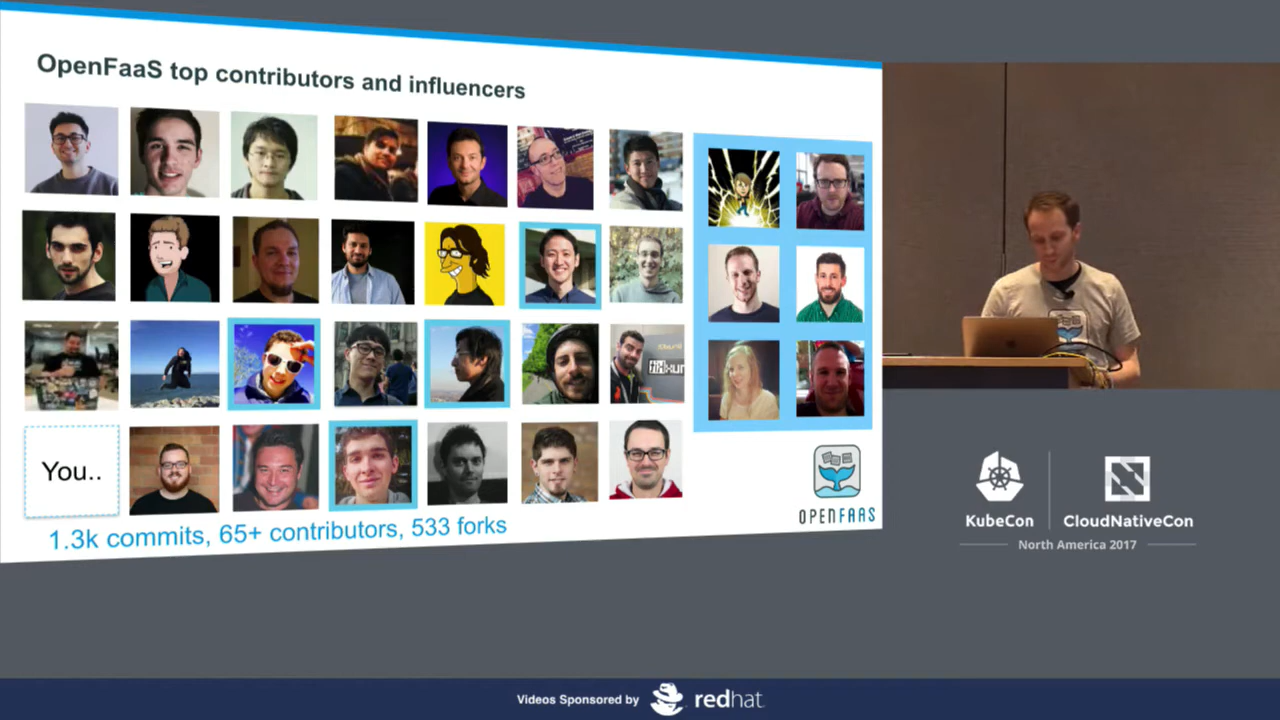 OpenFaaS top contributors and influencers
You..
1.3k commits, 65+ contributors, 533 forks
OPENFAAS
KubeCon
CloudNativeCon
North America 2017
Videos Sponsored by redhat